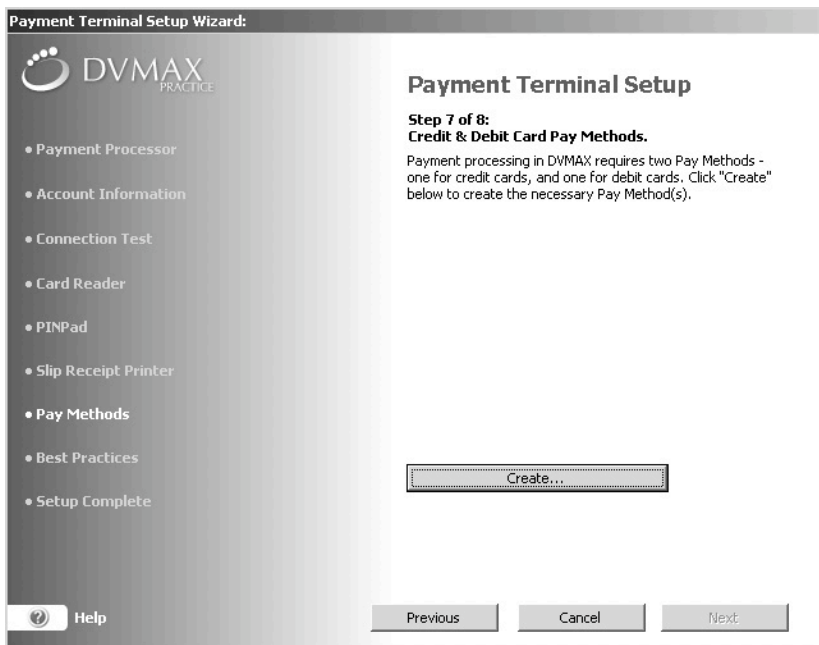 Payment Terminal Setup Wizard:
DVMAX
PRACTICE
• Payment Processor
• Account Information
• Connection Test
• Card Reader
• PINPad
• Slip Receipt Printer
• Pay Methods
• Best Practices
• Setup Complete
? Help
Payment Terminal Setup
Step 7 of 8:
Credit & Debit Card Pay Methods.
Payment processing in DVMAX requires two Pay Methods -
one for credit cards, and one for debit cards. Click "Create"
below to create the necessary Pay Method(s).
Create...
Previous
Cancel
Next